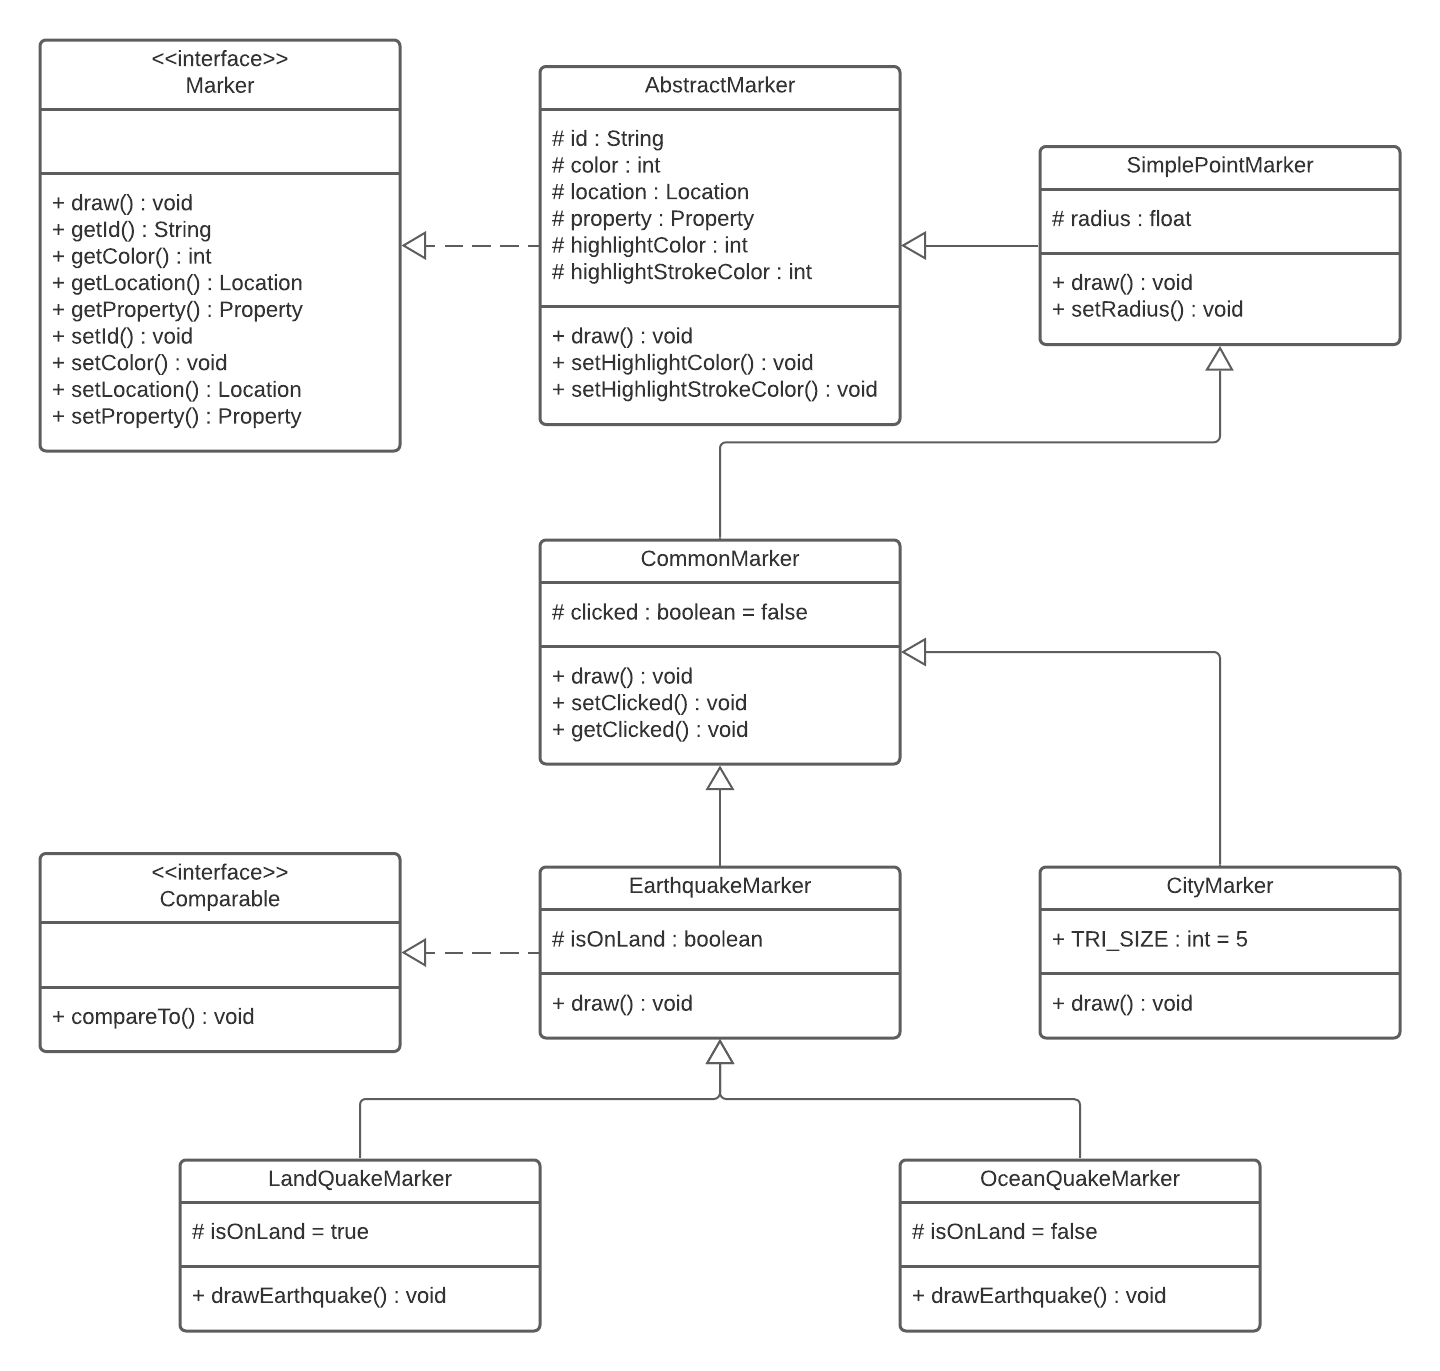 <<interface>>
Marker
+ draw() : void
+ getId() : String
+ getColor() : int
+ getLocation() : Location
+ getProperty() : Property
+ setId() : void
+ setColor() : void
+ setLocation() : Location
+ setProperty() : Property
AbstractMarker
# id : String
# color : int
# location : Location
# property : Property
# highlightColor : int
# highlightStrokeColor : int
+ draw() : void
+ setHighlightColor() : void
+ setHighlightStrokeColor() : void
SimplePointMarker
# radius : float
+ draw() : void
+ setRadius() : void
CommonMarker
# clicked : boolean = false
+ draw() : void
+ setClicked() : void
+ getClicked() : void
<<interface>>
Comparable
+ compareTo() : void
EarthquakeMarker
# isOnLand : boolean
+ draw() : void
CityMarker
+ TRI_SIZE : int = 5
+ draw() : void
LandQuakeMarker
# isOnLand = true
+ drawEarthquake() : void
OceanQuakeMarker
# isOnLand = false
+ drawEarthquake() : void